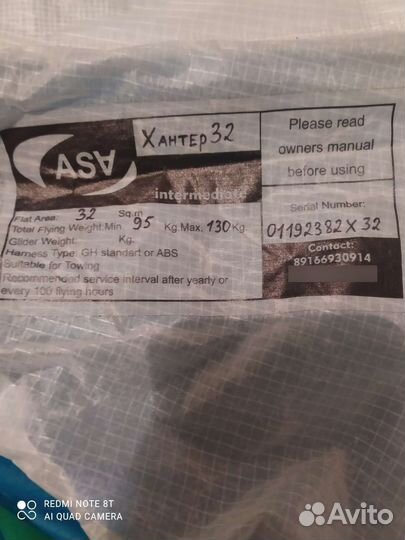 ASA
Хантер 32
intermediate
Flat Area: 32 Sq.m
Total Flying Weight:Min 95 Kg.Max: 130 Kg.
Glider Weight: Kg.
Harness Type: GH standart or ABS
Suitable for Towing
Recommended service interval after yearly or
every 100 flying hours
Please read
owners manual
before using
Serial Number:
01192382X32
Contact:
89166930914
REDMI NOTE 8T
AI QUAD CAMERA
Avito